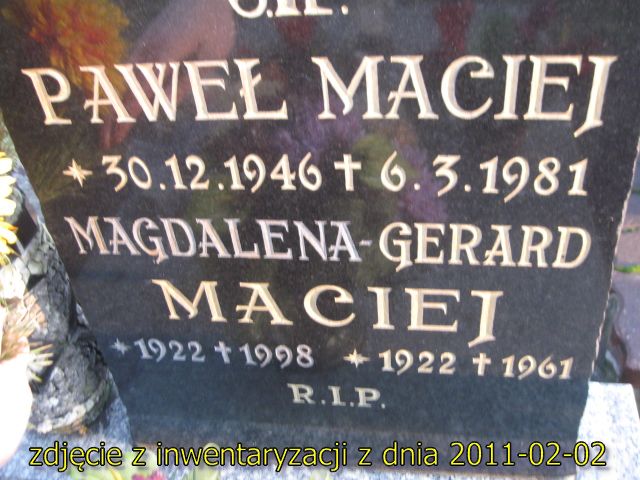 PAWEŁ MACIEJ
* 30.12.1946 ✝ 6.3.1981
MAGDALENA-GERARD
MACIEJ
* 1922 ✝ 1998 * 1922 ✝ 1961
R.I.P.
zdjęcie z inwentaryzacji z dnia 2011-02-02